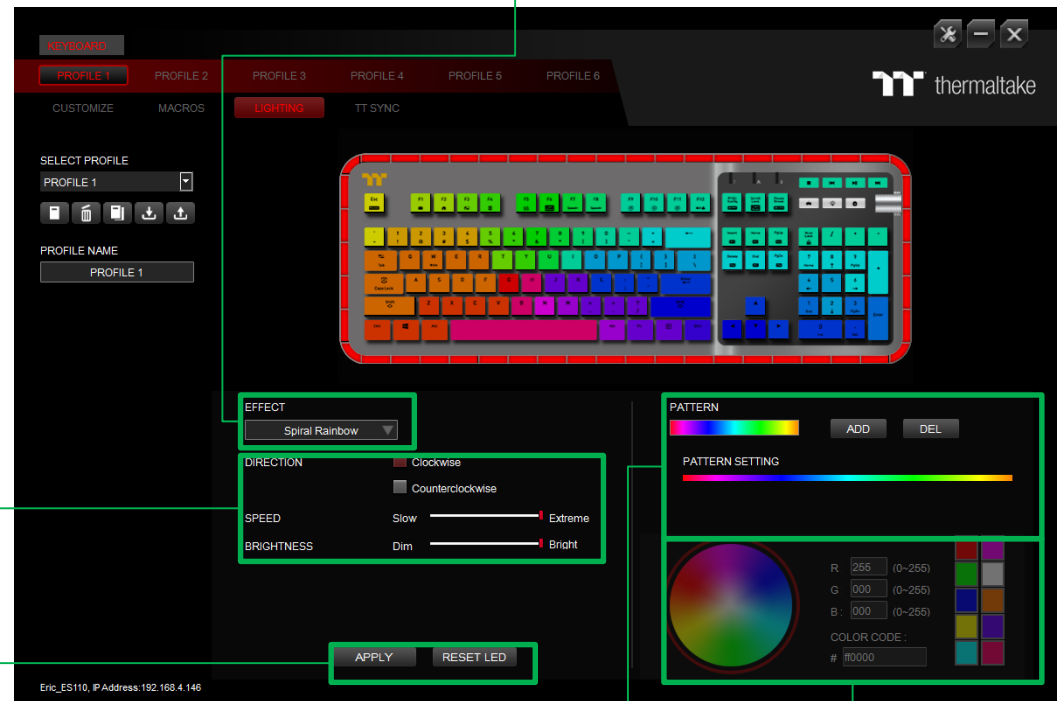 KEYBOARD
PROFILE 1 PROFILE 2 PROFILE 3 PROFILE 4 PROFILE 5 PROFILE 6
thermaltake
CUSTOMIZE MACROS LIGHTING TT SYNC
SELECT PROFILE
PROFILE 1
PROFILE NAME
PROFILE 1
EFFECT
Spiral Rainbow
DIRECTION Clockwise
Counterclockwise
SPEED Slow Extreme
BRIGHTNESS Dim Bright
APPLY RESET LED
PATTERN
ADD DEL
PATTERN SETTING
R 255 (0~255)
G 000 (0~255)
B: 000 (0~255)
COLOR CODE :
# ff0000
Eric_ES110, IP Address:192.168.4.146